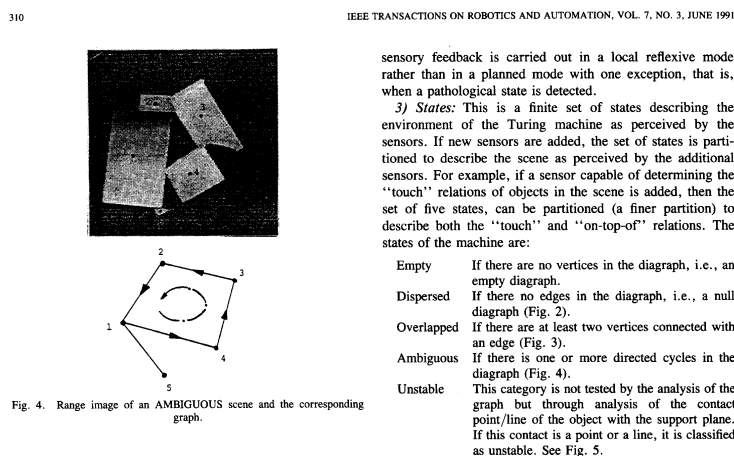 310
IEEE TRANSACTIONS ON ROBOTICS AND AUTOMATION, VOL. 7, NO. 3, JUNE 1991
3
4
2
3
1
4
5
Fig. 4. Range image of an AMBIGUOUS scene and the corresponding
graph.
sensory feedback is carried out in a local reflexive mode
rather than in a planned mode with one exception, that is,
when a pathological state is detected.
3) States: This is a finite set of states describing the
environment of the Turing machine as perceived by the
sensors. If new sensors are added, the set of states is parti-
tioned to describe the scene as perceived by the additional
sensors. For example, if a sensor capable of determining the
‘‘touch’’ relations of objects in the scene is added, then the
set of five states, can be partitioned (a finer partition) to
describe both the ‘‘touch’’ and ‘‘on-top-of’’ relations. The
states of the machine are:
Empty If there are no vertices in the diagraph, i.e., an
empty diagraph.
Dispersed If there no edges in the diagraph, i.e., a null
diagraph (Fig. 2).
Overlapped If there are at least two vertices connected with
an edge (Fig. 3).
Ambiguous If there is one or more directed cycles in the
diagraph (Fig. 4).
Unstable This category is not tested by the analysis of the
graph but through analysis of the contact
point/line of the object with the support plane.
If this contact is a point or a line, it is classified
as unstable. See Fig. 5.